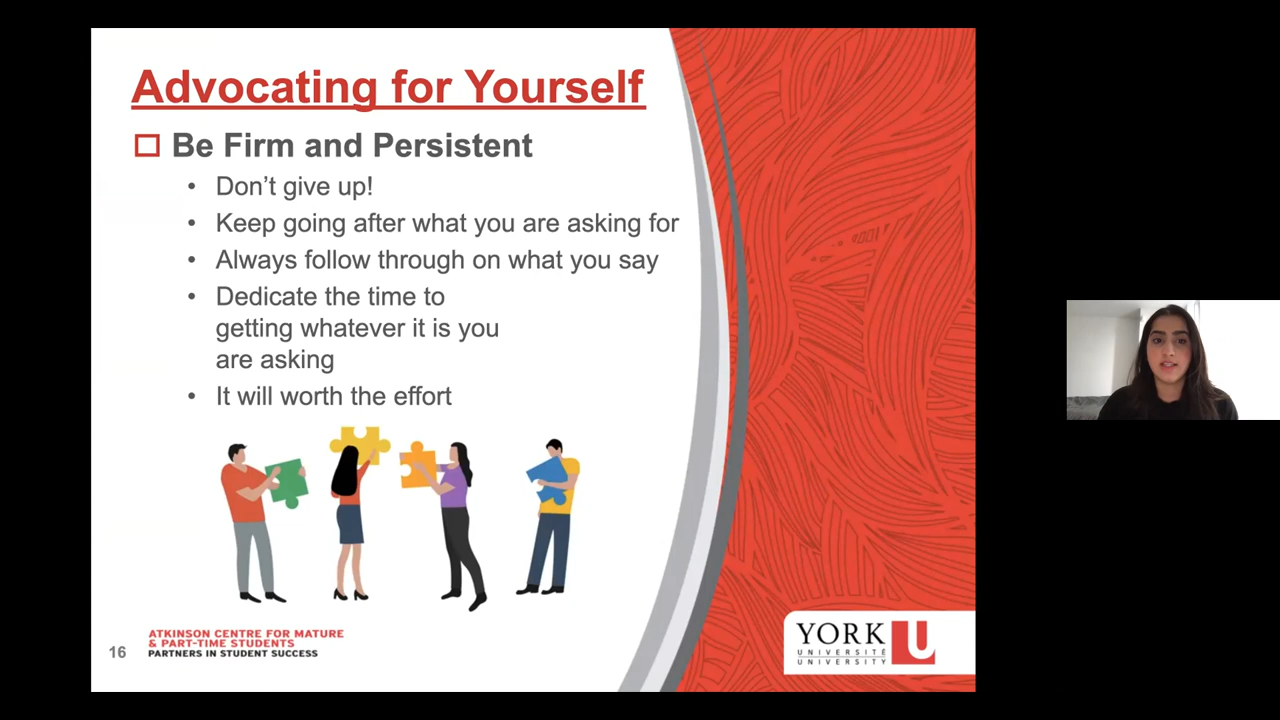 Advocating for Yourself
Be Firm and Persistent
• Don’t give up!
• Keep going after what you are asking for
• Always follow through on what you say
• Dedicate the time to
getting whatever it is you
are asking
• It will worth the effort
ATKINSON CENTRE FOR MATURE
& PART-TIME STUDENTS
PARTNERS IN STUDENT SUCCESS
16
YORK U
UNIVERSITÉ
UNIVERSITY